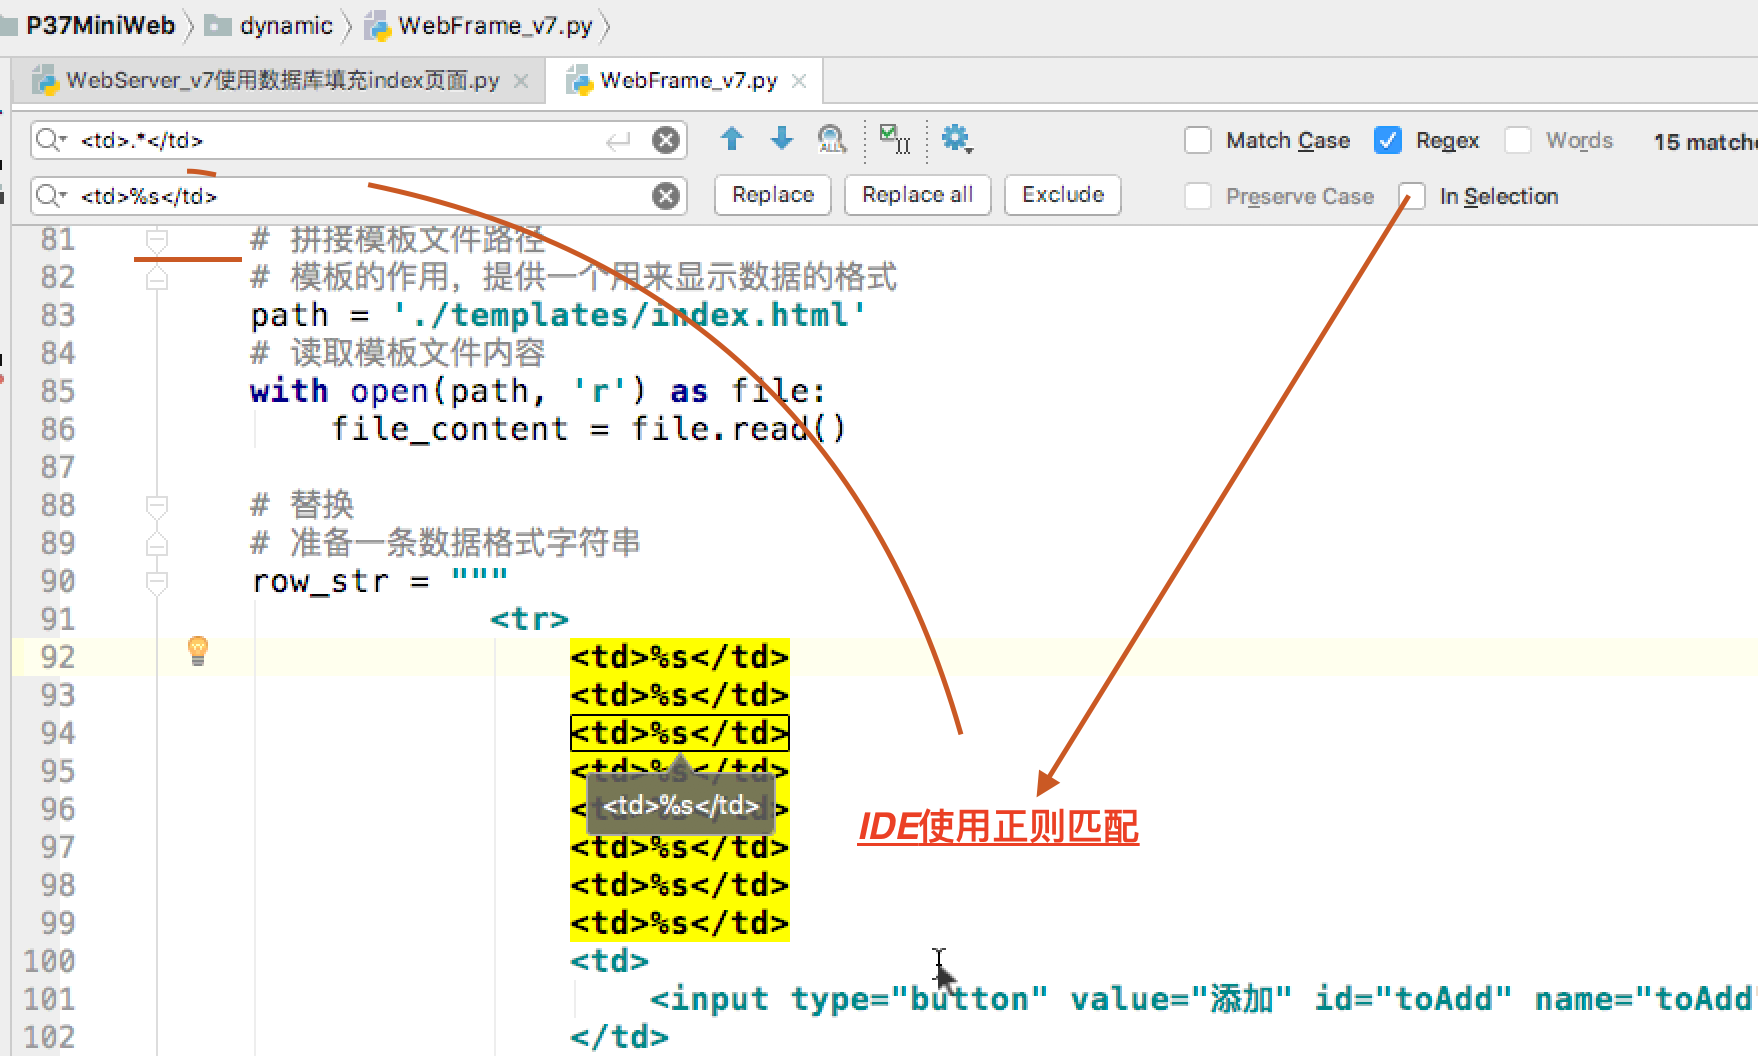 P37MiniWeb dynamic WebFrame_v7.py
WebServer_v7使用数据库填充index页面.py WebFrame_v7.py
<td>.*</td> Match Case Regex Words 15 matche
<td>%s</td> Replace Replace all Exclude Preserve Case In Selection
81 # 拼接模板文件路径
82 # 模板的作用，提供一个用来显示数据的格式
83 path = './templates/index.html'
84 # 读取模板文件内容
85 with open(path, 'r') as file:
86 file_content = file.read()
87
88 # 替换
89 # 准备一条数据格式字符串
90 row_str = """
91 <tr>
92 <td>%s</td>
93 <td>%s</td>
94 <td>%s</td>
95 <td>%s</td>
96 <td>%s</td>
97 <td>%s</td>
98 <td>%s</td>
99 <td>%s</td>
IDE使用正则匹配
100 <td>
101 <input type="button" value="添加" id="toAdd" name="toAdd"
102 </td>